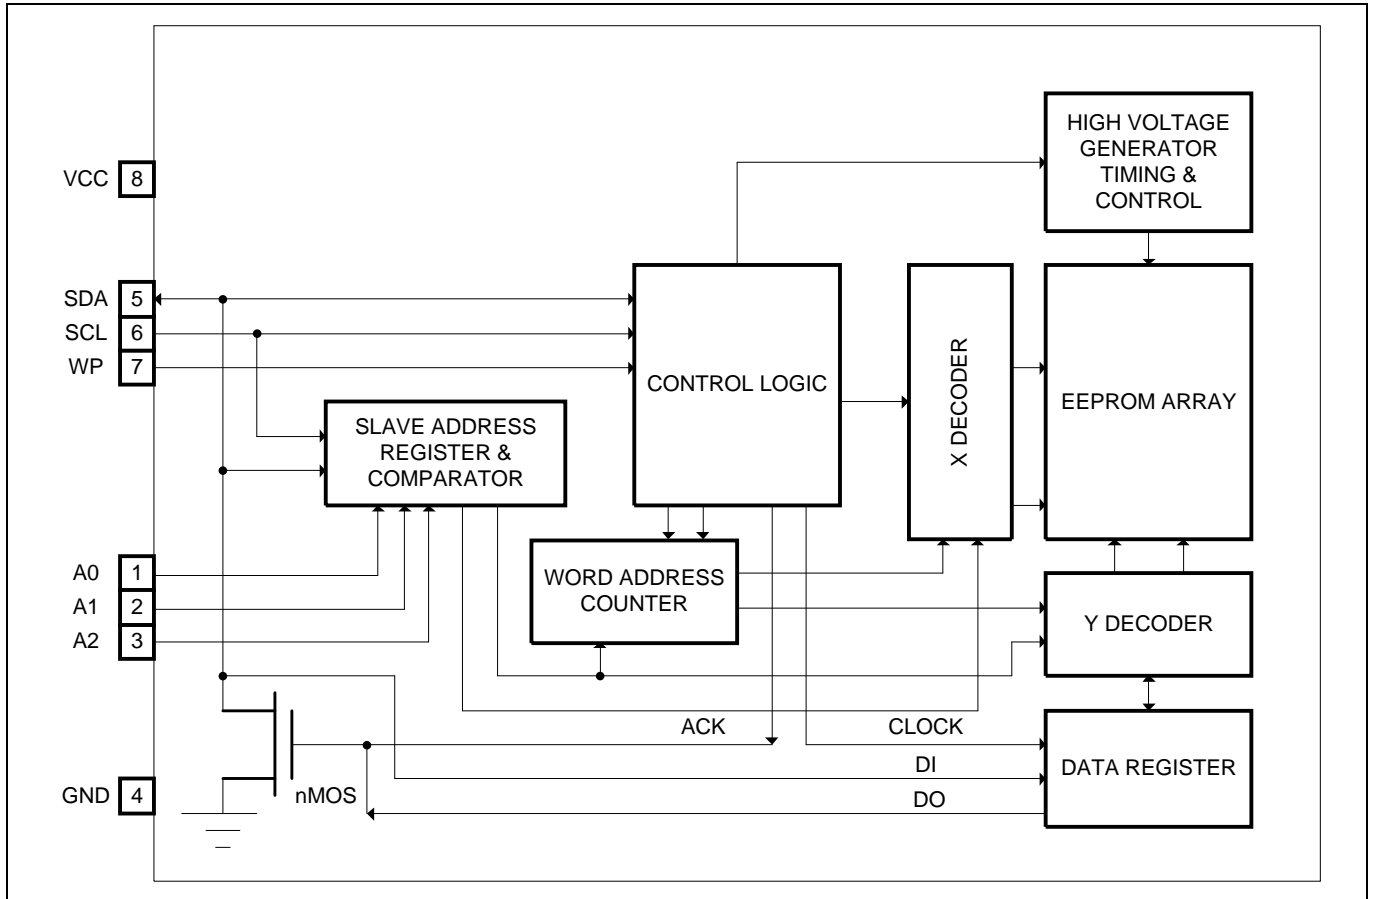 HIGH VOLTAGE
GENERATOR
TIMING &
CONTROL
VCC 8
SDA 5
SCL 6
WP 7
CONTROL LOGIC
X DECODER
EEPROM ARRAY
SLAVE ADDRESS
REGISTER &
COMPARATOR
A0 1
A1 2
A2 3
WORD ADDRESS
COUNTER
Y DECODER
ACK
CLOCK
DI
DO
DATA REGISTER
GND 4
nMOS